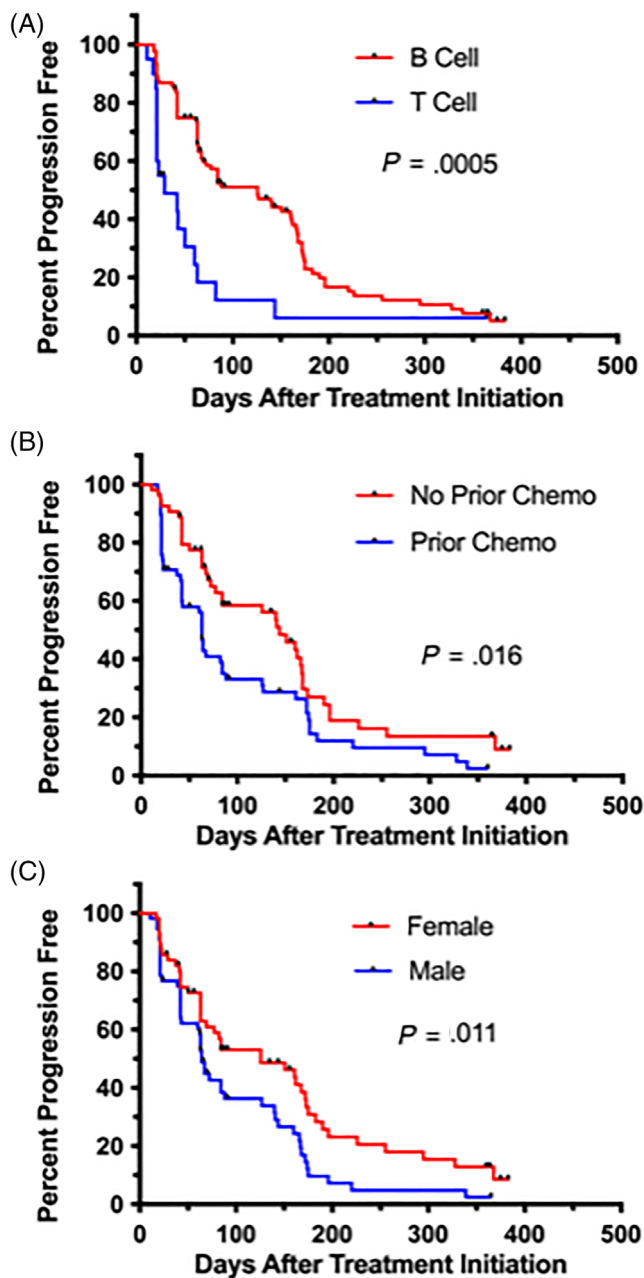 (A)
Percent Progression Free
100
80
60
40
20
0
B Cell
T Cell
P = .0005
0 100 200 300 400 500
Days After Treatment Initiation
(B)
Percent Progression Free
100
80
60
40
20
0
No Prior Chemo
Prior Chemo
P = .016
0 100 200 300 400 500
Days After Treatment Initiation
(C)
Percent Progression Free
100
80
60
40
20
0
Female
Male
P = .011
0 100 200 300 400 500
Days After Treatment Initiation